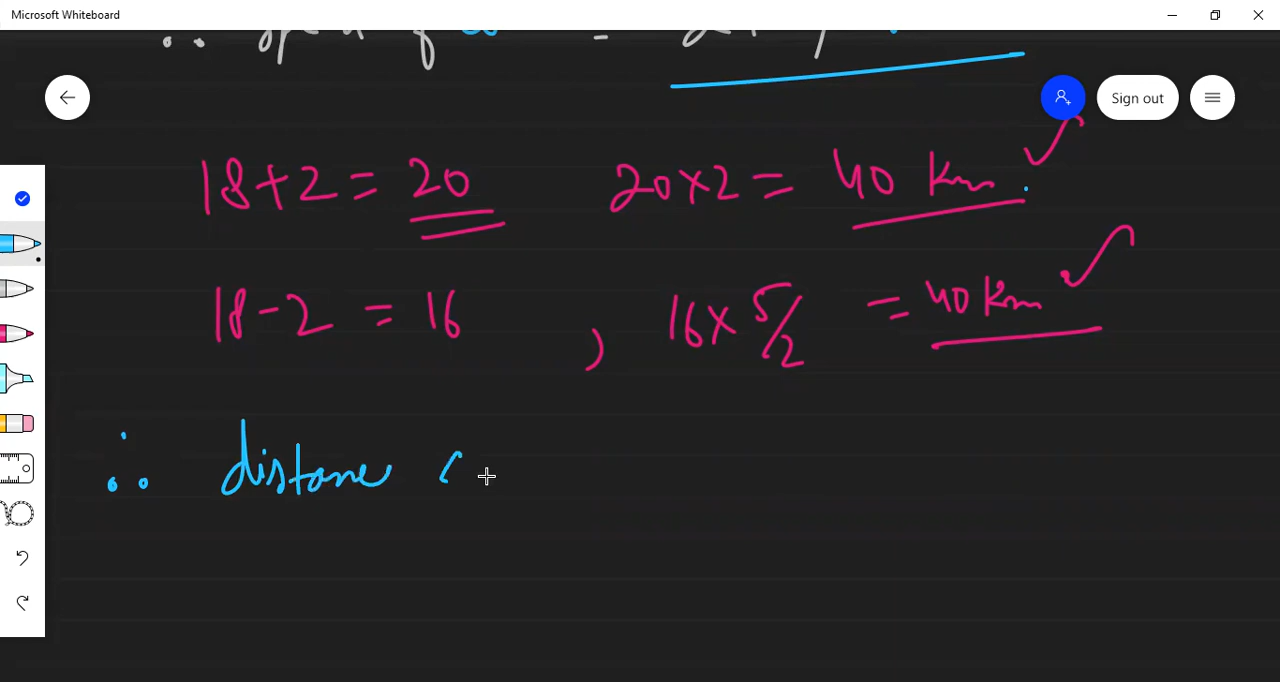 Microsoft Whiteboard
Sign out
18+2=20 20×2= 40 Km.
18-2 = 16 , 16×5/2 = 40 Km
∴ distane (